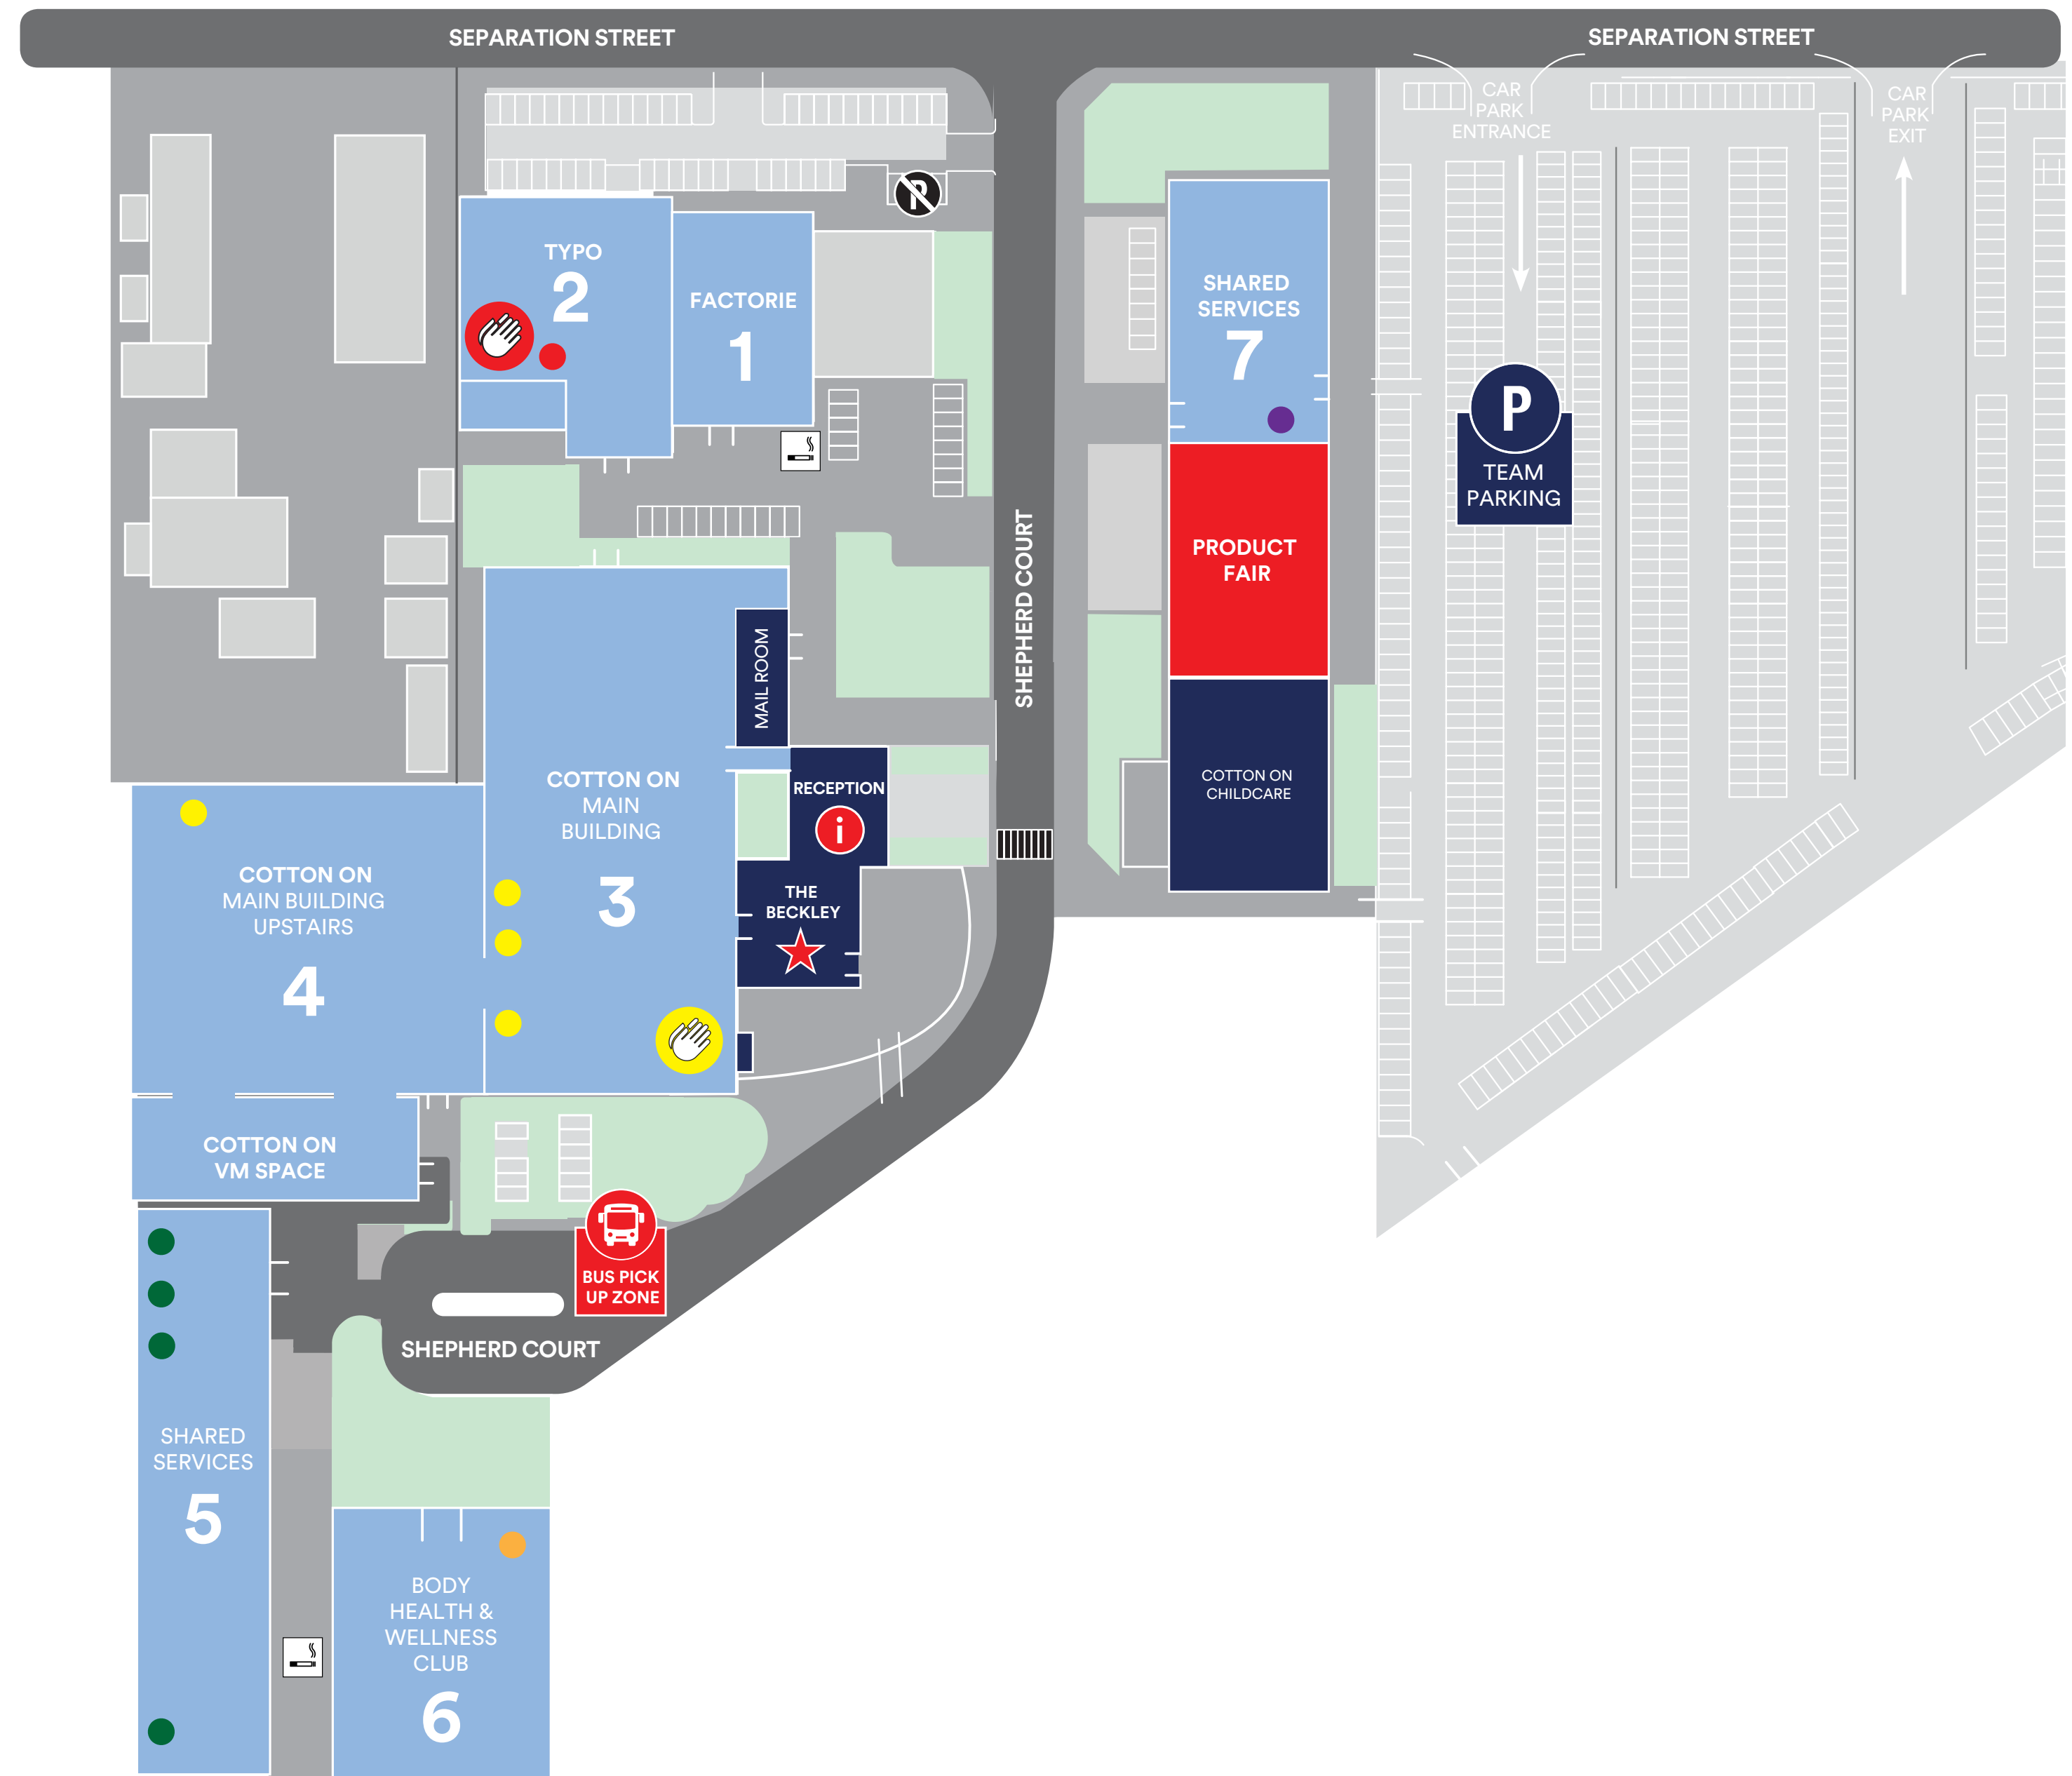 SEPARATION STREET
SEPARATION STREET
CAR
PARK
ENTRANCE
CAR
PARK
EXIT
P
TYPO
2
FACTORIE
1
SHARED
SERVICES
7
P
TEAM
PARKING
SHEPHERD COURT
PRODUCT
FAIR
MAIL ROOM
COTTON ON
MAIN
BUILDING
3
RECEPTION
i
COTTON ON
CHILDCARE
THE
BECKLEY
COTTON ON
MAIN BUILDING
UPSTAIRS
4
COTTON ON
VM SPACE
BUS PICK
UP ZONE
SHEPHERD COURT
SHARED
SERVICES
5
BODY
HEALTH &
WELLNESS
CLUB
6